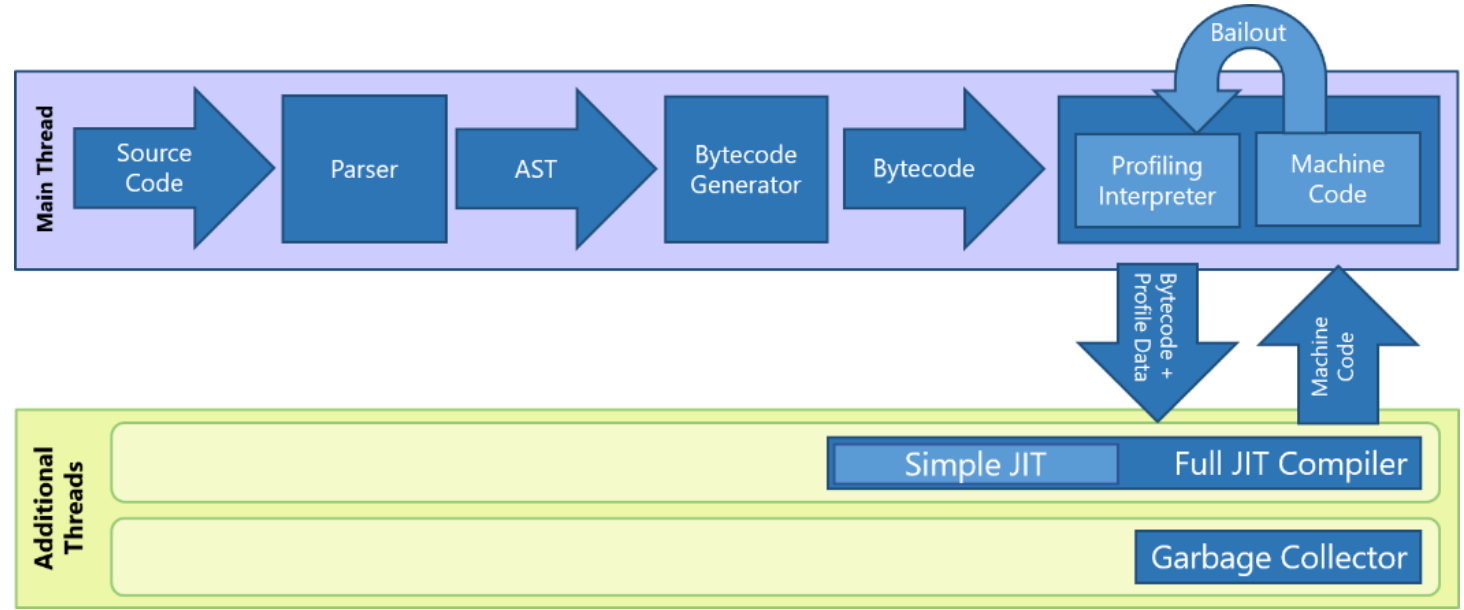 Bailout
Main Thread
Source
Code
Parser
AST
Bytecode
Generator
Bytecode
Profiling
Interpreter
Machine
Code
Bytecode +
Profile Data
Machine
Code
Additional
Threads
Simple JIT
Full JIT Compiler
Garbage Collector